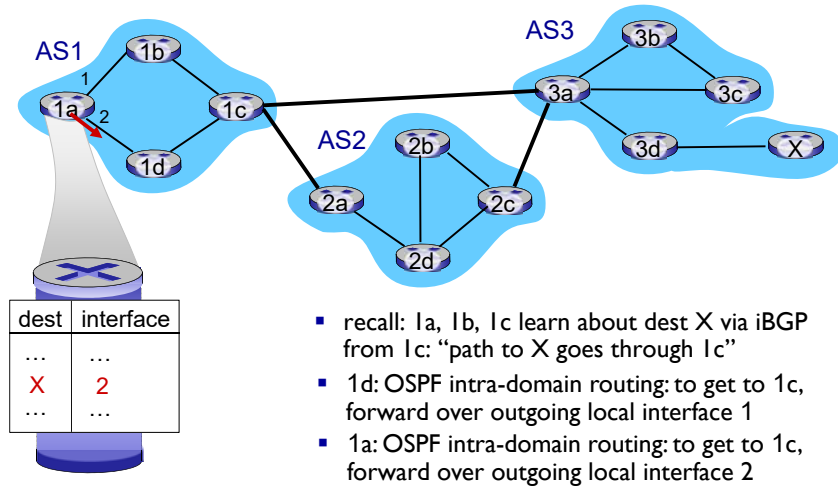 AS1
1b
1
1a
2
1c
1d
AS2
2b
2a
2c
2d
AS3
3b
3a
3c
3d
X
dest interface
… …
X 2
… …
▪ recall: 1a, 1b, 1c learn about dest X via iBGP
from 1c: “path to X goes through 1c”
▪ 1d: OSPF intra-domain routing: to get to 1c,
forward over outgoing local interface 1
▪ 1a: OSPF intra-domain routing: to get to 1c,
forward over outgoing local interface 2